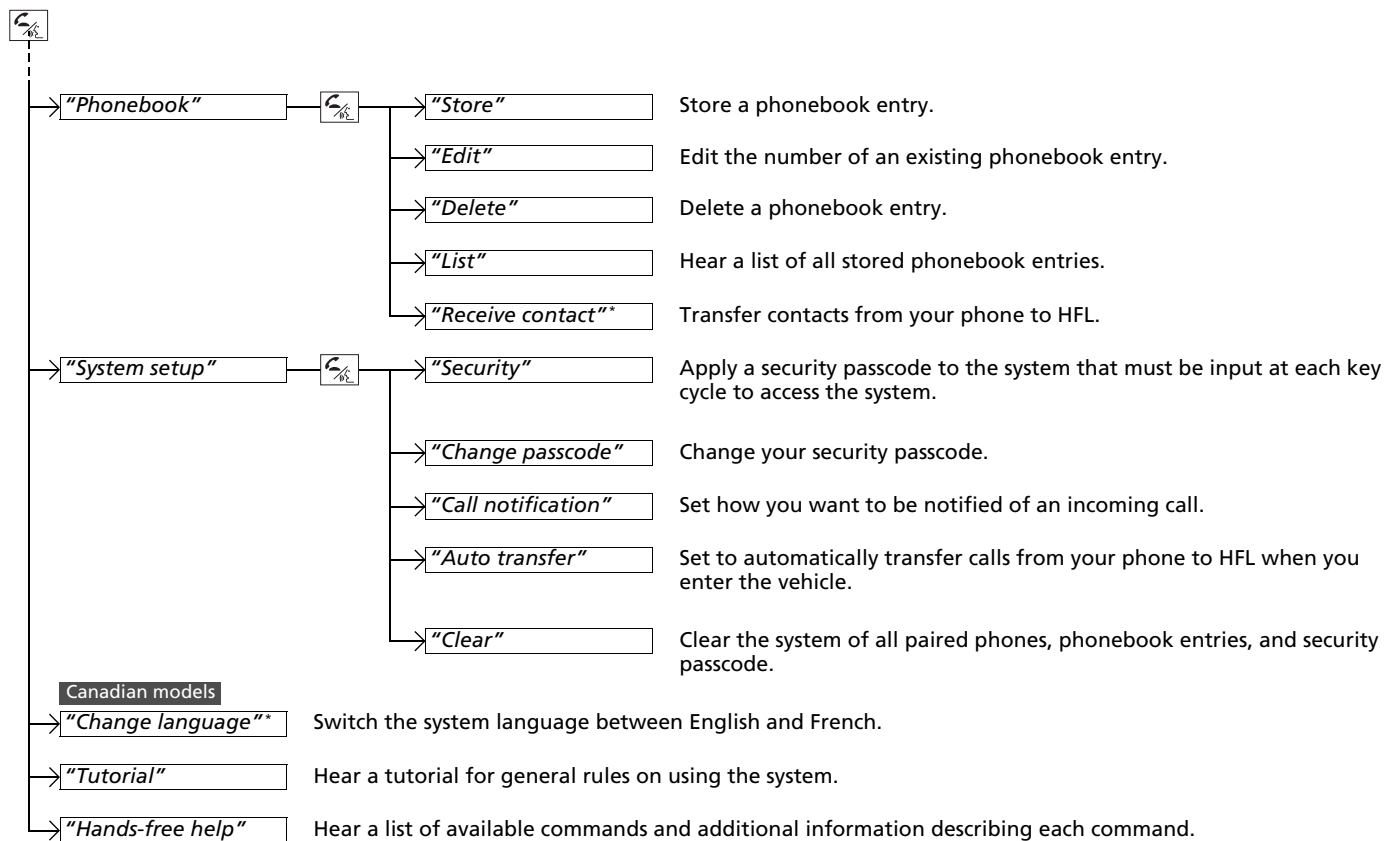 "Phonebook"
"Store"
Store a phonebook entry.
"Edit"
Edit the number of an existing phonebook entry.
"Delete"
Delete a phonebook entry.
"List"
Hear a list of all stored phonebook entries.
"Receive contact"*
Transfer contacts from your phone to HFL.
"System setup"
"Security"
Apply a security passcode to the system that must be input at each key
cycle to access the system.
"Change passcode"
Change your security passcode.
"Call notification"
Set how you want to be notified of an incoming call.
"Auto transfer"
Set to automatically transfer calls from your phone to HFL when you
enter the vehicle.
"Clear"
Clear the system of all paired phones, phonebook entries, and security
passcode.
Canadian models
"Change language"*
Switch the system language between English and French.
"Tutorial"
Hear a tutorial for general rules on using the system.
"Hands-free help"
Hear a list of available commands and additional information describing each command.